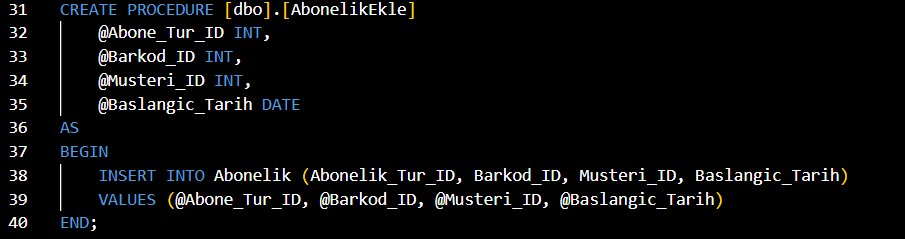 31 CREATE PROCEDURE [dbo].[AbonelikEkle]
32     @Abone_Tur_ID INT,
33     @Barkod_ID INT,
34     @Musteri_ID INT,
35     @Baslangic_Tarih DATE
36 AS
37 BEGIN
38     INSERT INTO Abonelik (Abonelik_Tur_ID, Barkod_ID, Musteri_ID, Baslangic_Tarih)
39     VALUES (@Abone_Tur_ID, @Barkod_ID, @Musteri_ID, @Baslangic_Tarih)
40 END;